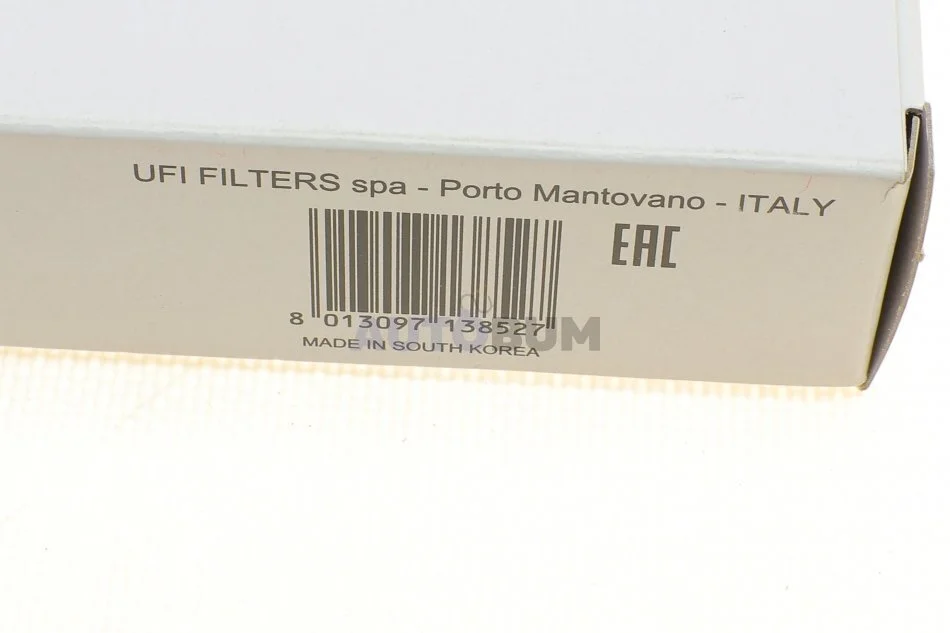 UFI FILTERS spa - Porto Mantovano - ITALY
EAC
8 013097 138527
AUTOBUM
MADE IN SOUTH KOREA